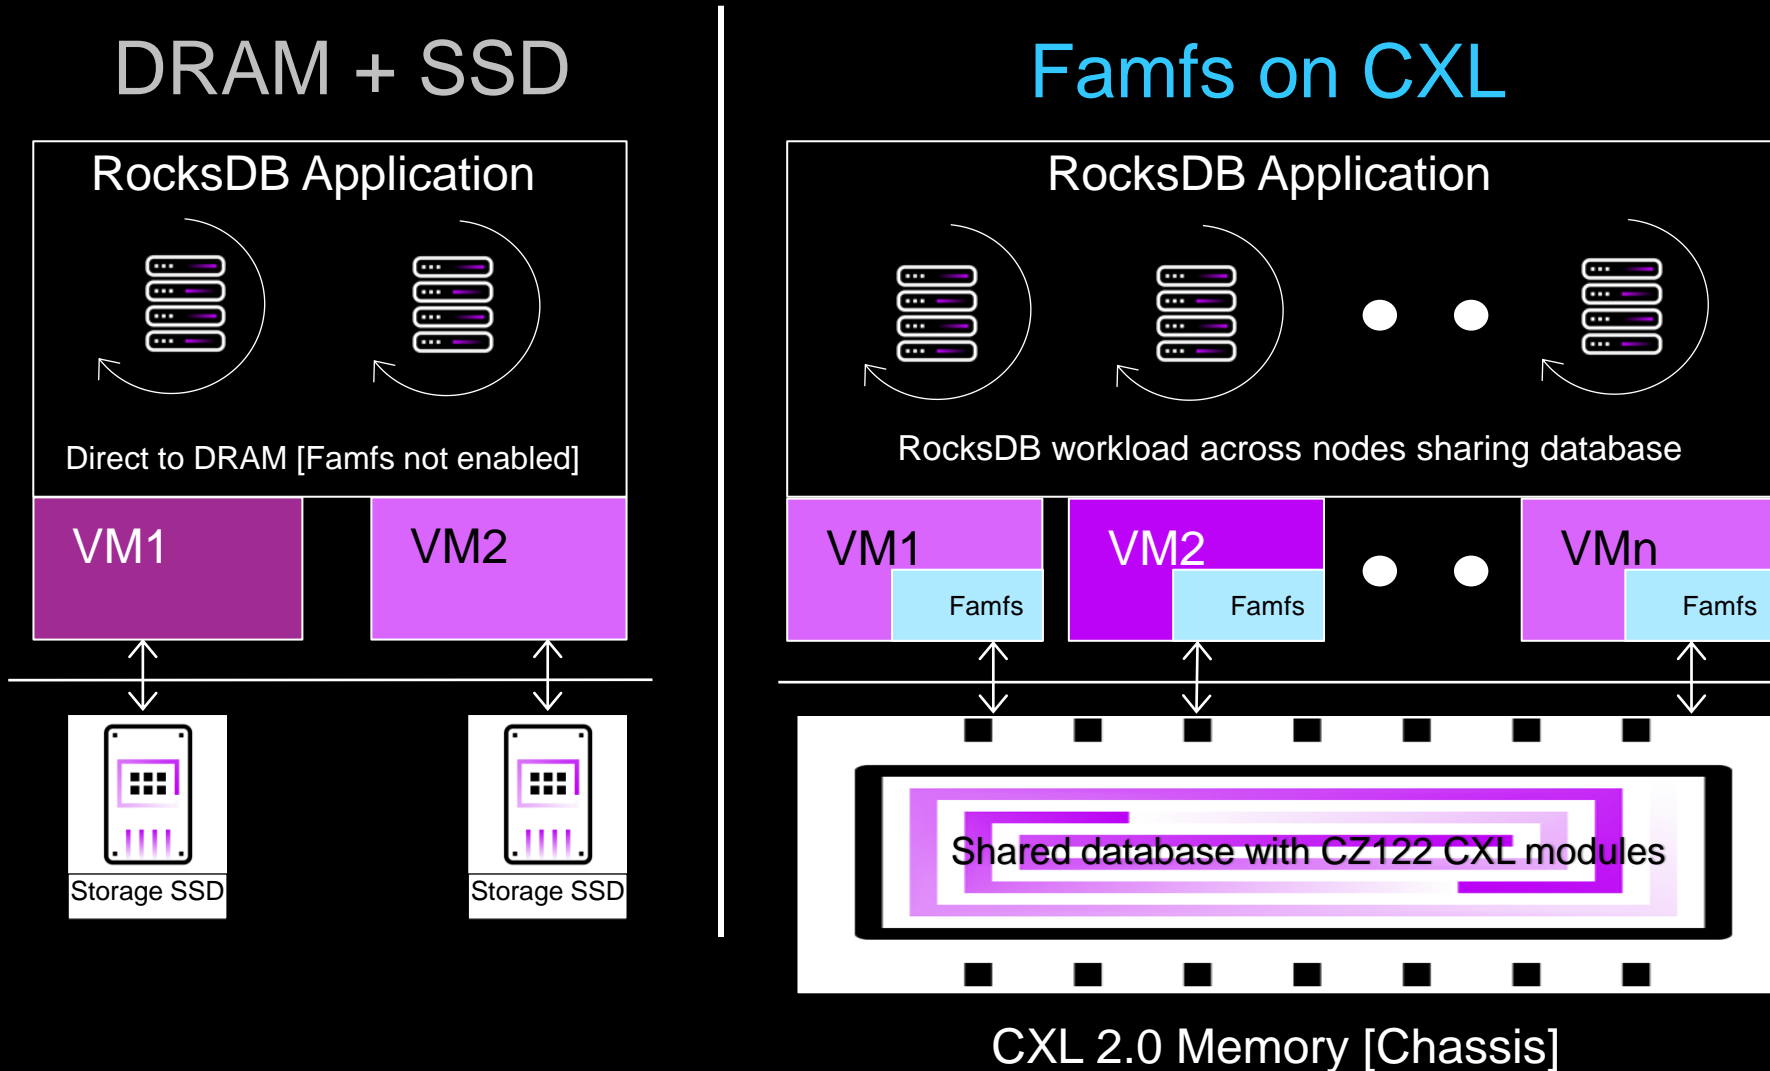 DRAM + SSD
RocksDB Application
Direct to DRAM [Famfs not enabled]
VM1
VM2
Storage SSD
Storage SSD
Famfs on CXL
RocksDB Application
RocksDB workload across nodes sharing database
VM1
Famfs
VM2
Famfs
VMn
Famfs
Shared database with CZ122 CXL modules
CXL 2.0 Memory [Chassis]